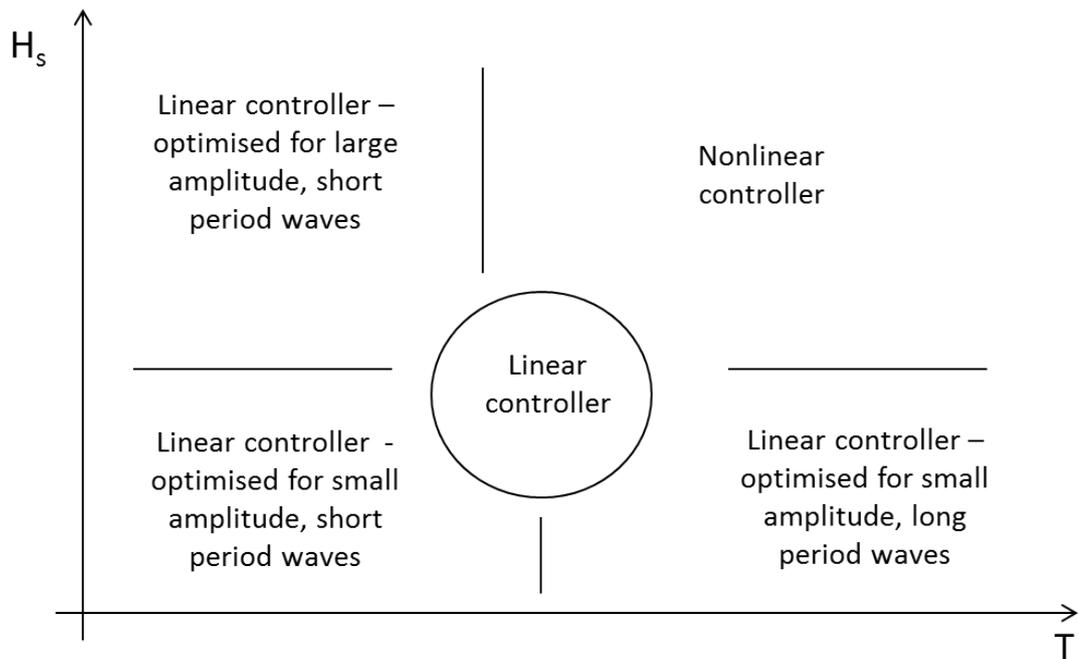 Hs
Linear controller –
optimised for large
amplitude, short
period waves
Nonlinear
controller
Linear
controller
Linear controller -
optimised for small
amplitude, short
period waves
Linear controller –
optimised for small
amplitude, long
period waves
T